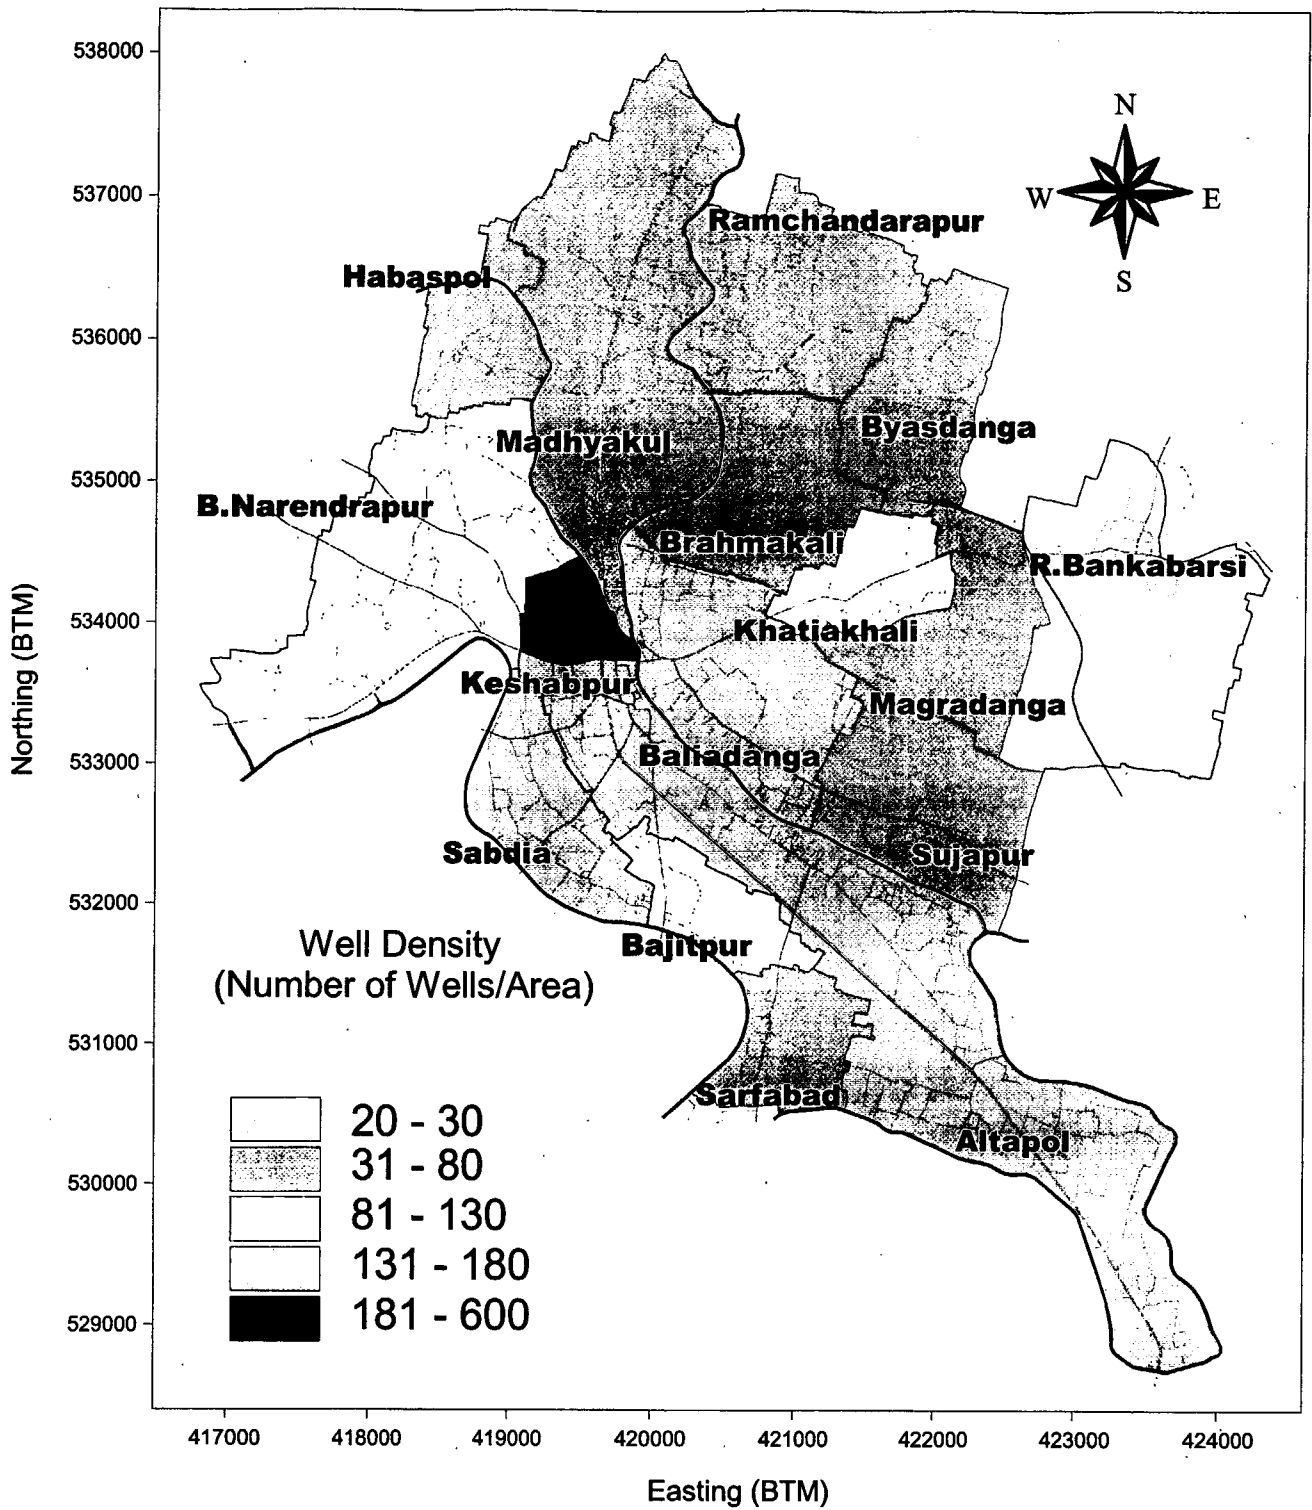 538000
537000
536000
535000
534000
533000
532000
531000
530000
529000
Northing (BTM)
N
W
E
S
Ramchandarapur
Habaspol
Byasdanga
Madhyakul
B.Narendrapur
Brahmakali
R.Bankabarsi
Khatiakhali
Keshabpur
Magradanga
Baliadanga
Sabdia
Sujapur
Bajitpur
Sarfabad
Altapol
Well Density
(Number of Wells/Area)
20 - 30
31 - 80
81 - 130
131 - 180
181 - 600
417000
418000
419000
420000
421000
422000
423000
424000
Easting (BTM)